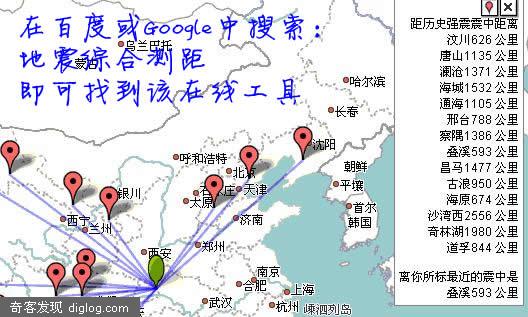 在百度或Google中搜索：
地震综合测距
即可找到该在线工具
乌兰巴托
蒙古
哈尔滨
长春
沈阳
呼和浩特
北京
天津
石家庄
太原
银川
西宁
兰州
济南
郑州
西安
朝鲜
平壤
首尔
韩国
南京
合肥
上海
武汉
杭州
嵊泗列岛
距历史强震震中距离
汶川626 公里
唐山1135 公里
澜沧1371 公里
海城1532 公里
通海1105 公里
邢台788 公里
察隅1386 公里
叠溪593 公里
昌马1477 公里
古浪950 公里
海原674 公里
沙湾西2556 公里
奇林湖1980 公里
道孚844 公里
离你所标最近的震中是
叠溪593 公里
奇客发现 diglog.com